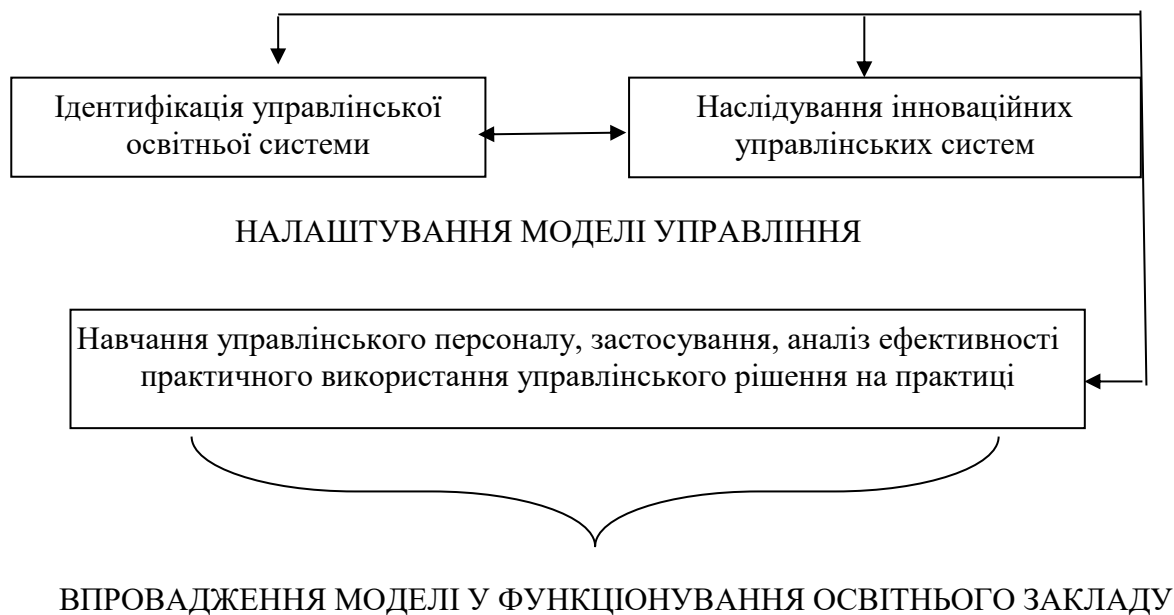 Ідентифікація управлінської
освітньої системи
Наслідування інноваційних
управлінських систем
НАЛАШТУВАННЯ МОДЕЛІ УПРАВЛІННЯ
Навчання управлінського персоналу, застосування, аналіз ефективності
практичного використання управлінського рішення на практиці
ВПРОВАДЖЕННЯ МОДЕЛІ У ФУНКЦІОНУВАННЯ ОСВІТНЬОГО ЗАКЛАДУ